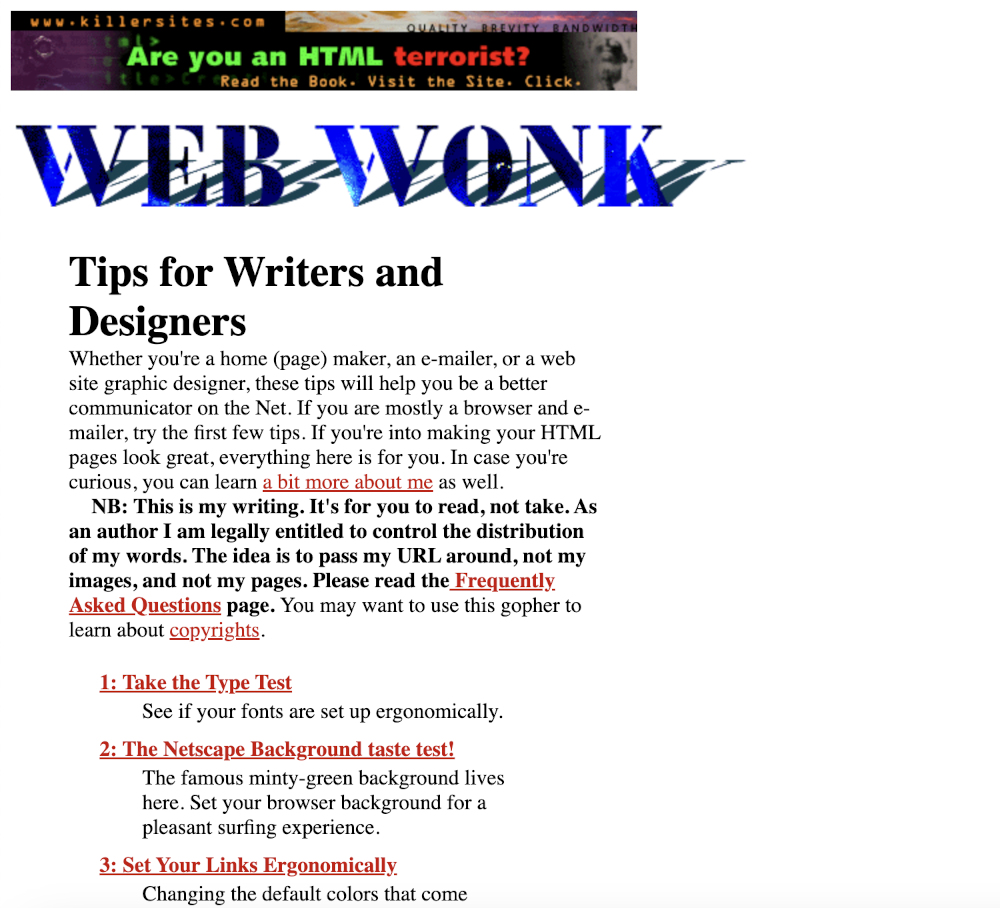 www.killersites.com
QUALITY. BREVITY. BANDWIDTH
Are you an HTML terrorist?
Read the Book. Visit the Site. Click.
WEB WONK
Tips for Writers and
Designers
Whether you're a home (page) maker, an e-mailer, or a web
site graphic designer, these tips will help you be a better
communicator on the Net. If you are mostly a browser and e-
mailer, try the first few tips. If you're into making your HTML
pages look great, everything here is for you. In case you're
curious, you can learn a bit more about me as well.
NB: This is my writing. It's for you to read, not take. As
an author I am legally entitled to control the distribution
of my words. The idea is to pass my URL around, not my
images, and not my pages. Please read the Frequently
Asked Questions page. You may want to use this gopher to
learn about copyrights.
1: Take the Type Test
See if your fonts are set up ergonomically.
2: The Netscape Background taste test!
The famous minty-green background lives
here. Set your browser background for a
pleasant surfing experience.
3: Set Your Links Ergonomically
Changing the default colors that come